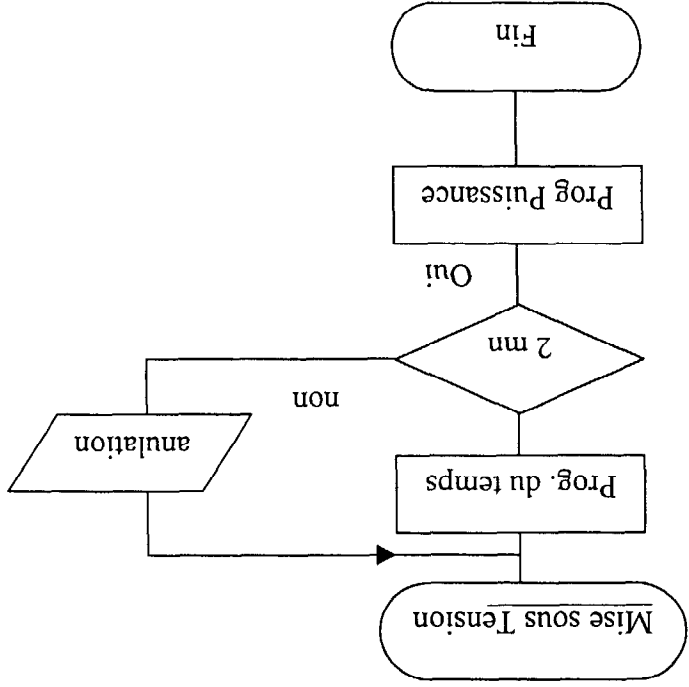 Mise sous Tension
Prog. du temps
2 mn
non
anulation
Oui
Prog Puissance
Fin